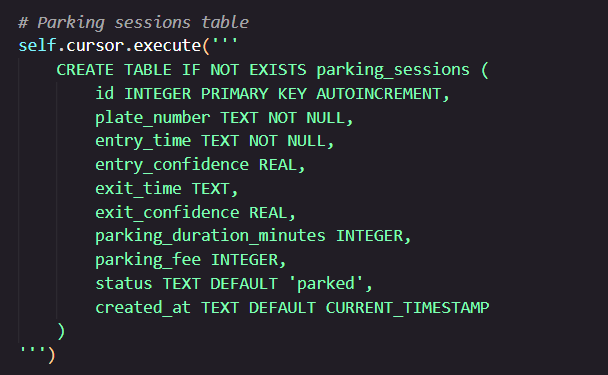 # Parking sessions table
self.cursor.execute('''
    CREATE TABLE IF NOT EXISTS parking_sessions (
        id INTEGER PRIMARY KEY AUTOINCREMENT,
        plate_number TEXT NOT NULL,
        entry_time TEXT NOT NULL,
        entry_confidence REAL,
        exit_time TEXT,
        exit_confidence REAL,
        parking_duration_minutes INTEGER,
        parking_fee INTEGER,
        status TEXT DEFAULT 'parked',
        created_at TEXT DEFAULT CURRENT_TIMESTAMP
    )
''')